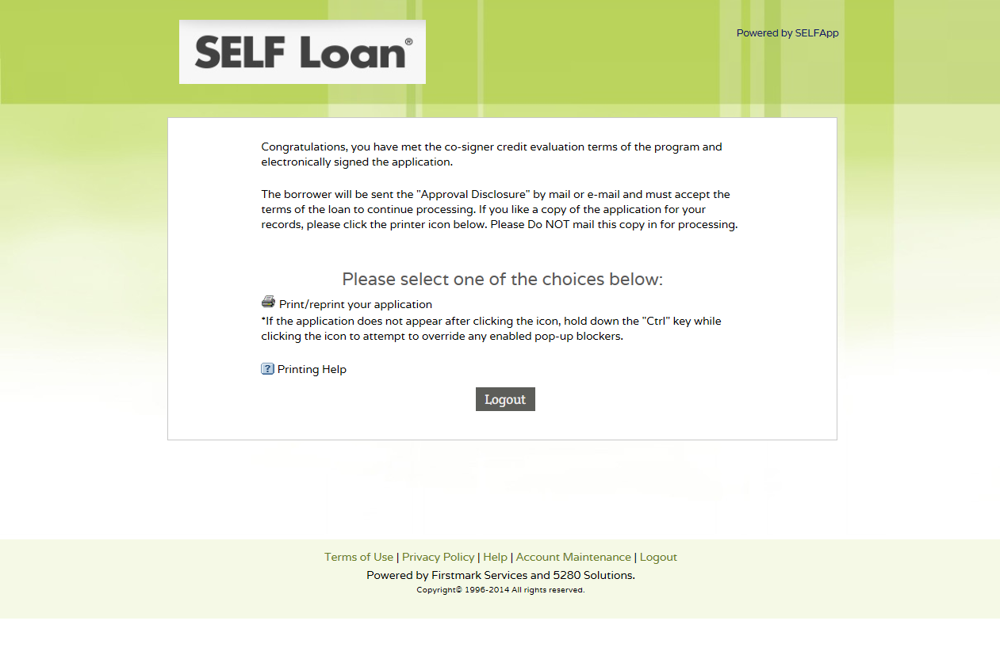 SELF Loan®
Powered by SELFApp
Congratulations, you have met the co-signer credit evaluation terms of the program and
electronically signed the application.
The borrower will be sent the "Approval Disclosure" by mail or e-mail and must accept the
terms of the loan to continue processing. If you like a copy of the application for your
records, please click the printer icon below. Please Do NOT mail this copy in for processing.
Please select one of the choices below:
Print/reprint your application
*If the application does not appear after clicking the icon, hold down the "Ctrl" key while
clicking the icon to attempt to override any enabled pop-up blockers.
? Printing Help
Logout
Terms of Use | Privacy Policy | Help | Account Maintenance | Logout
Powered by Firstmark Services and 5280 Solutions.
Copyright© 1996-2014 All rights reserved.